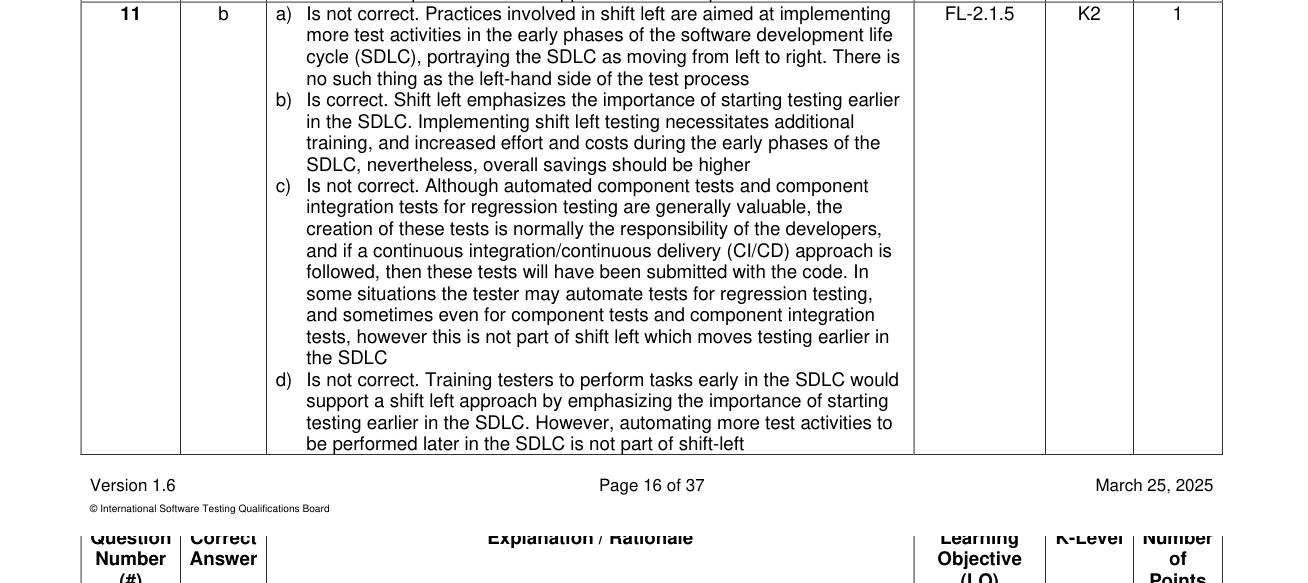 11 b a) Is not correct. Practices involved in shift left are aimed at implementing FL-2.1.5 K2 1
more test activities in the early phases of the software development life
cycle (SDLC), portraying the SDLC as moving from left to right. There is
no such thing as the left-hand side of the test process
b) Is correct. Shift left emphasizes the importance of starting testing earlier
in the SDLC. Implementing shift left testing necessitates additional
training, and increased effort and costs during the early phases of the
SDLC, nevertheless, overall savings should be higher
c) Is not correct. Although automated component tests and component
integration tests for regression testing are generally valuable, the
creation of these tests is normally the responsibility of the developers,
and if a continuous integration/continuous delivery (CI/CD) approach is
followed, then these tests will have been submitted with the code. In
some situations the tester may automate tests for regression testing,
and sometimes even for component tests and component integration
tests, however this is not part of shift left which moves testing earlier in
the SDLC
d) Is not correct. Training testers to perform tasks early in the SDLC would
support a shift left approach by emphasizing the importance of starting
testing earlier in the SDLC. However, automating more test activities to
be performed later in the SDLC is not part of shift-left
Version 1.6 Page 16 of 37 March 25, 2025
© International Software Testing Qualifications Board
Question Correct Explanation / Rationale Learning K-Level Number
Number Answer Objective of
(#) (LO) Points